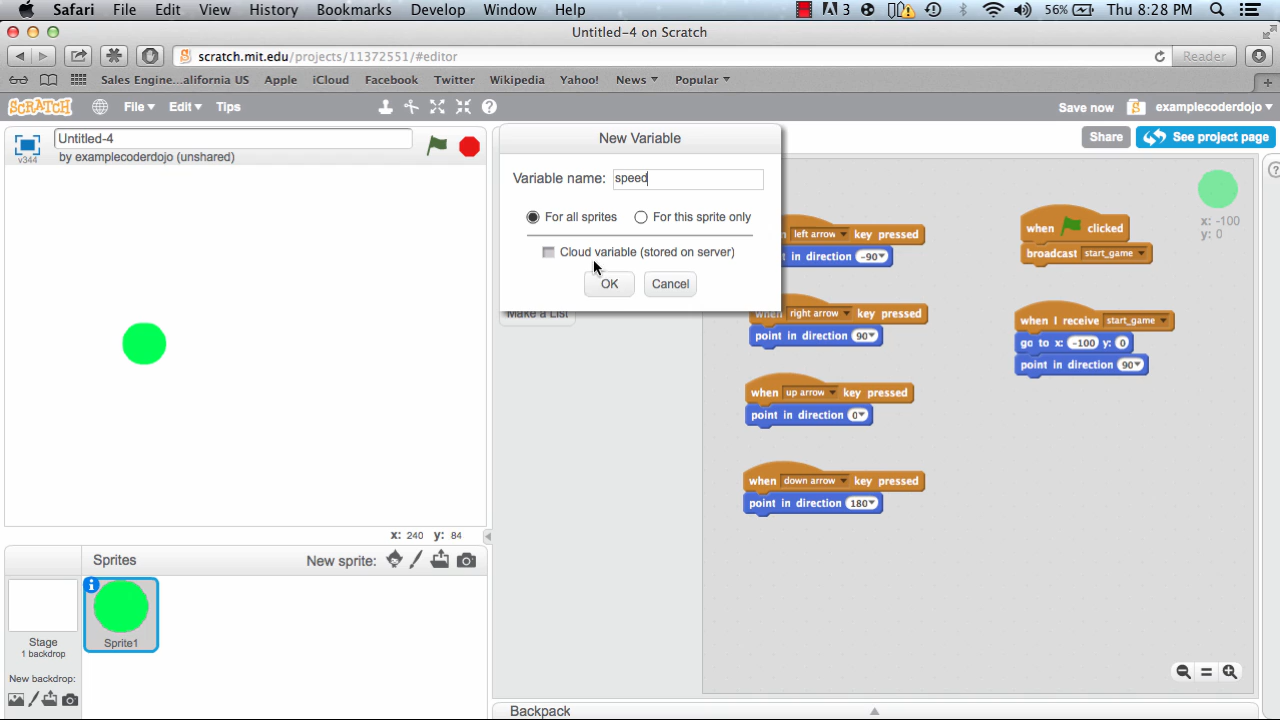 Safari File Edit View History Bookmarks Develop Window Help 3 56% Thu 8:28 PM
Untitled-4 on Scratch
scratch.mit.edu/projects/11372551/#editor Reader
Sales Engine...alifornia US Apple iCloud Facebook Twitter Wikipedia Yahoo! News Popular
SCRATCH File Edit Tips Save now examplecoderdojo
Share See project page
Untitled-4
by examplecoderdojo (unshared)
v344
New Variable
Variable name: speed
For all sprites For this sprite only
Cloud variable (stored on server)
OK Cancel
Make a List
left arrow key pressed
in direction -90
when right arrow key pressed
point in direction 90
when up arrow key pressed
point in direction 0
when down arrow key pressed
point in direction 180
when clicked
broadcast start_game
when I receive start_game
go to x: -100 y: 0
point in direction 90
x: -100
y: 0
x: 240 y: 84
Sprites New sprite:
Stage
1 backdrop
New backdrop:
Sprite1
Backpack